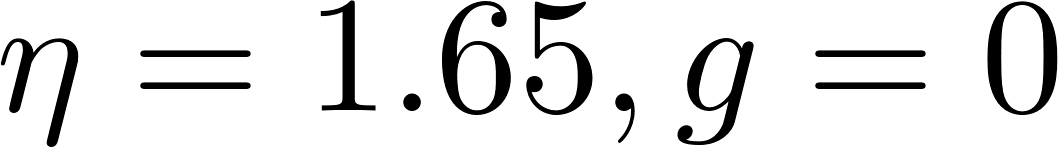 η = 1.65, g = 0